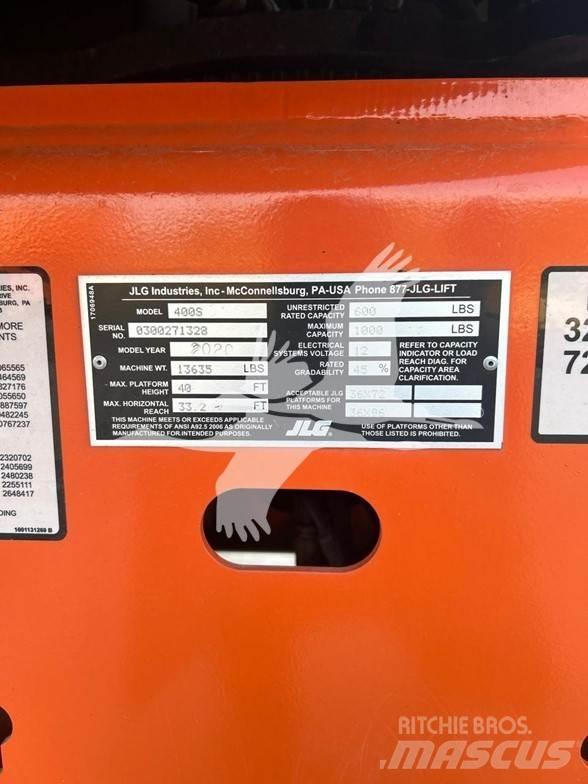 IES, INC.
RIVE
SBURG, PA
3
MORE
ENTS
065565
464569
827176
055650
887597
0482245
0767237
2320702
2405699
2480238
2255111
2648417
DING
1001131269 B
1706948A
JLG Industries, Inc - McConnellsburg, PA-USA Phone 877-JLG-LIFT
MODEL 400S
SERIAL NO. 0300271328
MODEL YEAR 2020
MACHINE WT. 13635 LBS
MAX. PLATFORM HEIGHT 40 FT
MAX. HORIZONTAL REACH 33.2 FT
THIS MACHINE MEETS OR EXCEEDS APPLICABLE
REQUIREMENTS OF ANSI A92.5 2006 AS ORIGINALLY
MANUFACTURED FOR INTENDED PURPOSES.
UNRESTRICTED RATED CAPACITY 600 LBS
MAXIMUM CAPACITY 1000 LBS
ELECTRICAL SYSTEMS VOLTAGE 12
RATED GRADABILITY 45 %
REFER TO CAPACITY
INDICATOR OR LOAD
REACH DIAG. FOR
CAPACITY AREA
CLARIFICATION.
ACCEPTABLE JLG
PLATFORMS FOR
THIS MACHINE
36X72
36X96
JLG
USE OF PLATFORMS OTHER THAN
THOSE LISTED IS PROHIBITED.
32
72
RITCHIE BROS.
MASCUS